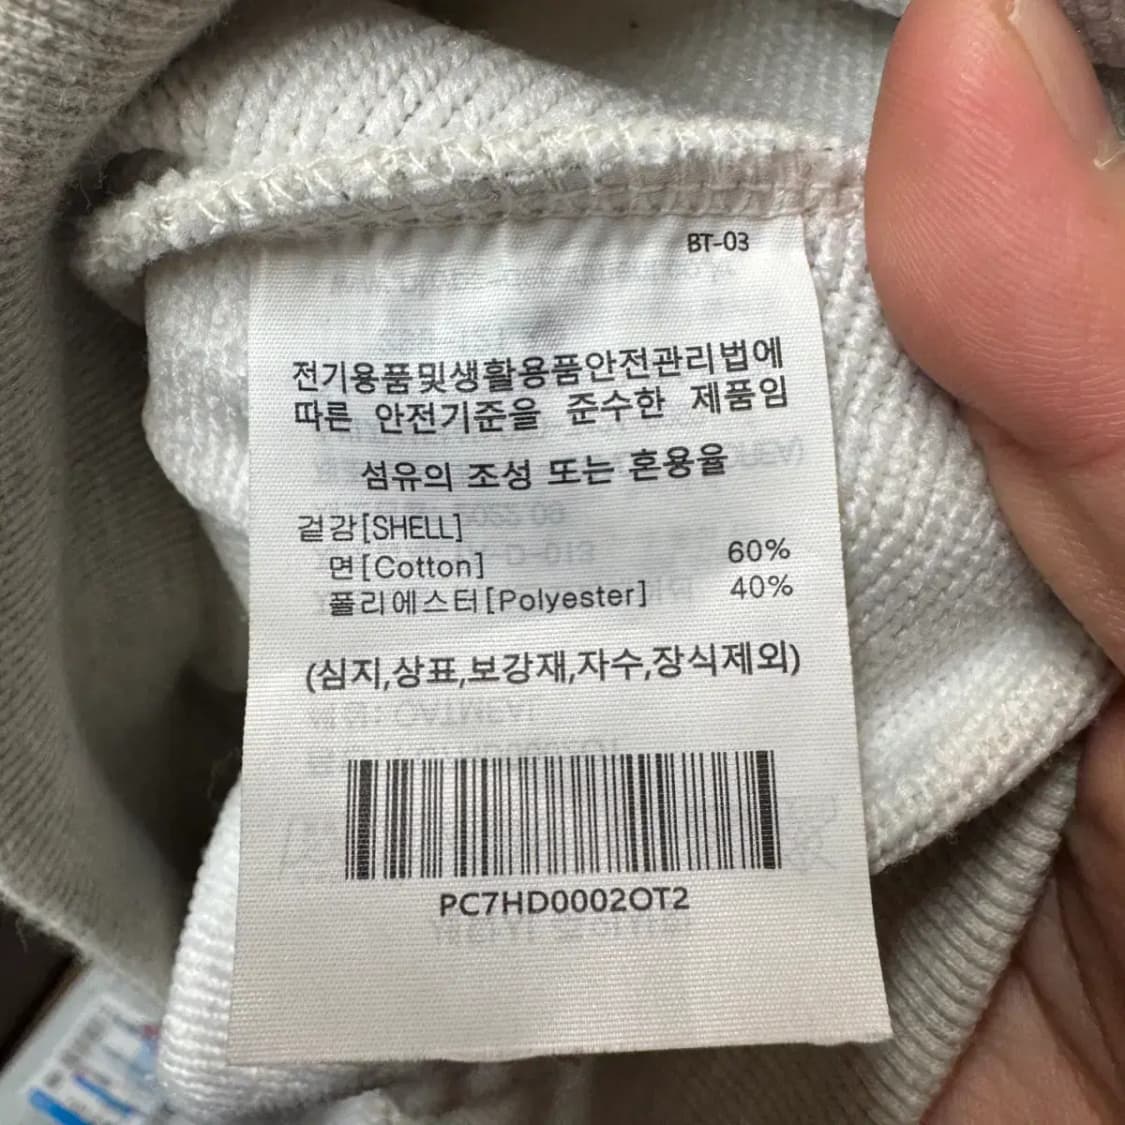 BT-03
전기용품및생활용품안전관리법에
따른 안전기준을 준수한 제품임
섬유의 조성 또는 혼용율
겉감[SHELL]
면[Cotton] 60%
폴리에스터[Polyester] 40%
(심지,상표,보강재,자수,장식제외)
PC7HD0002OT2